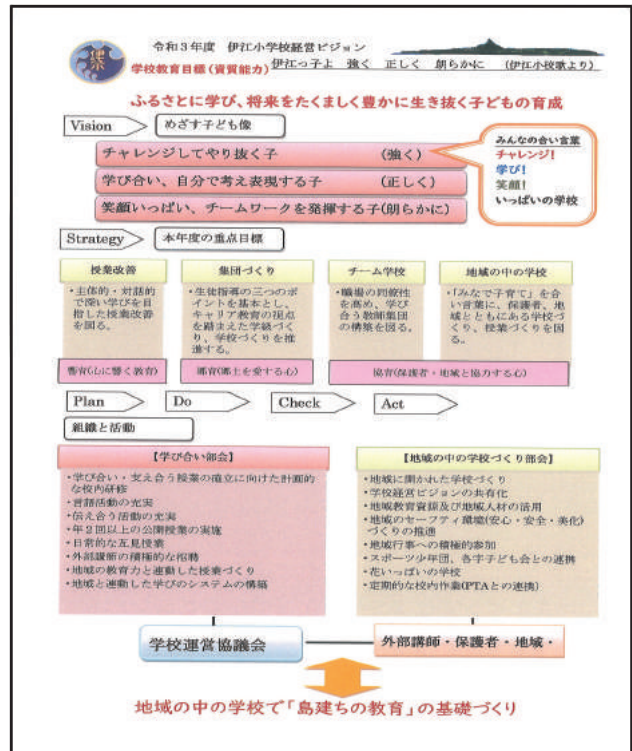 令和3年度 伊江小学校経営ビジョン
学校教育目標(資質能力) 伊江っ子よ 強く 正しく 朗らかに (伊江小校歌より)
ふるさとに学び、将来をたくましく豊かに生き抜く子どもの育成
Vision めざす子ども像
チャレンジしてやり抜く子 (強く)
学び合い、自分で考え表現する子 (正しく)
笑顔いっぱい、チームワークを発揮する子(朗らかに)
みんなの合い言葉
チャレンジ!
学び!
笑顔!
いっぱいの学校
Strategy 本年度の重点目標
授業改善
・主体的・対話的
で深い学びを目
指した授業改善
を図る。
集団づくり
・生徒指導の三つのポ
イントを基本とし、キ
ャリア教育の視点
を踏まえた学級づく
り、学校づくりを推
進する。
チーム学校
・職場の同僚性
を高め、学び
合う教師集団
の構築を図る。
地域の中の学校
・「みなで子育て」を合
い言葉に、保護者、地
域とともにある学校づ
くり、授業づくりを図
る。
響育(心に響く教育)
郷育(郷土を愛する心)
協育(保護者・地域と協力する心)
Plan Do Check Act
組織と活動
【学び合い部会】
・学び合い・支え合う授業の確立に向けた計画的
な校内研修
・言語活動の充実
・伝え合う活動の充実
・年2回以上の公開授業の実施
・日常的な互見授業
・外部講師の積極的な招聘
・地域の教育力と連動した授業づくり
・地域と連動した学びのシステムの構築
【地域の中の学校づくり部会】
・地域に開かれた学校づくり
・学校経営ビジョンの共有化
・地域教育資源及び地域人材の活用
・地域のセーフティ環境(安心・安全・美化)
づくりの推進
・地域行事への積極的参加
・スポーツ少年団、各字子ども会との連携
・花いっぱいの学校
・定期的な校内作業(PTAとの連携)
学校運営協議会
外部講師・保護者・地域・
地域の中の学校で「島建ちの教育」の基礎づくり